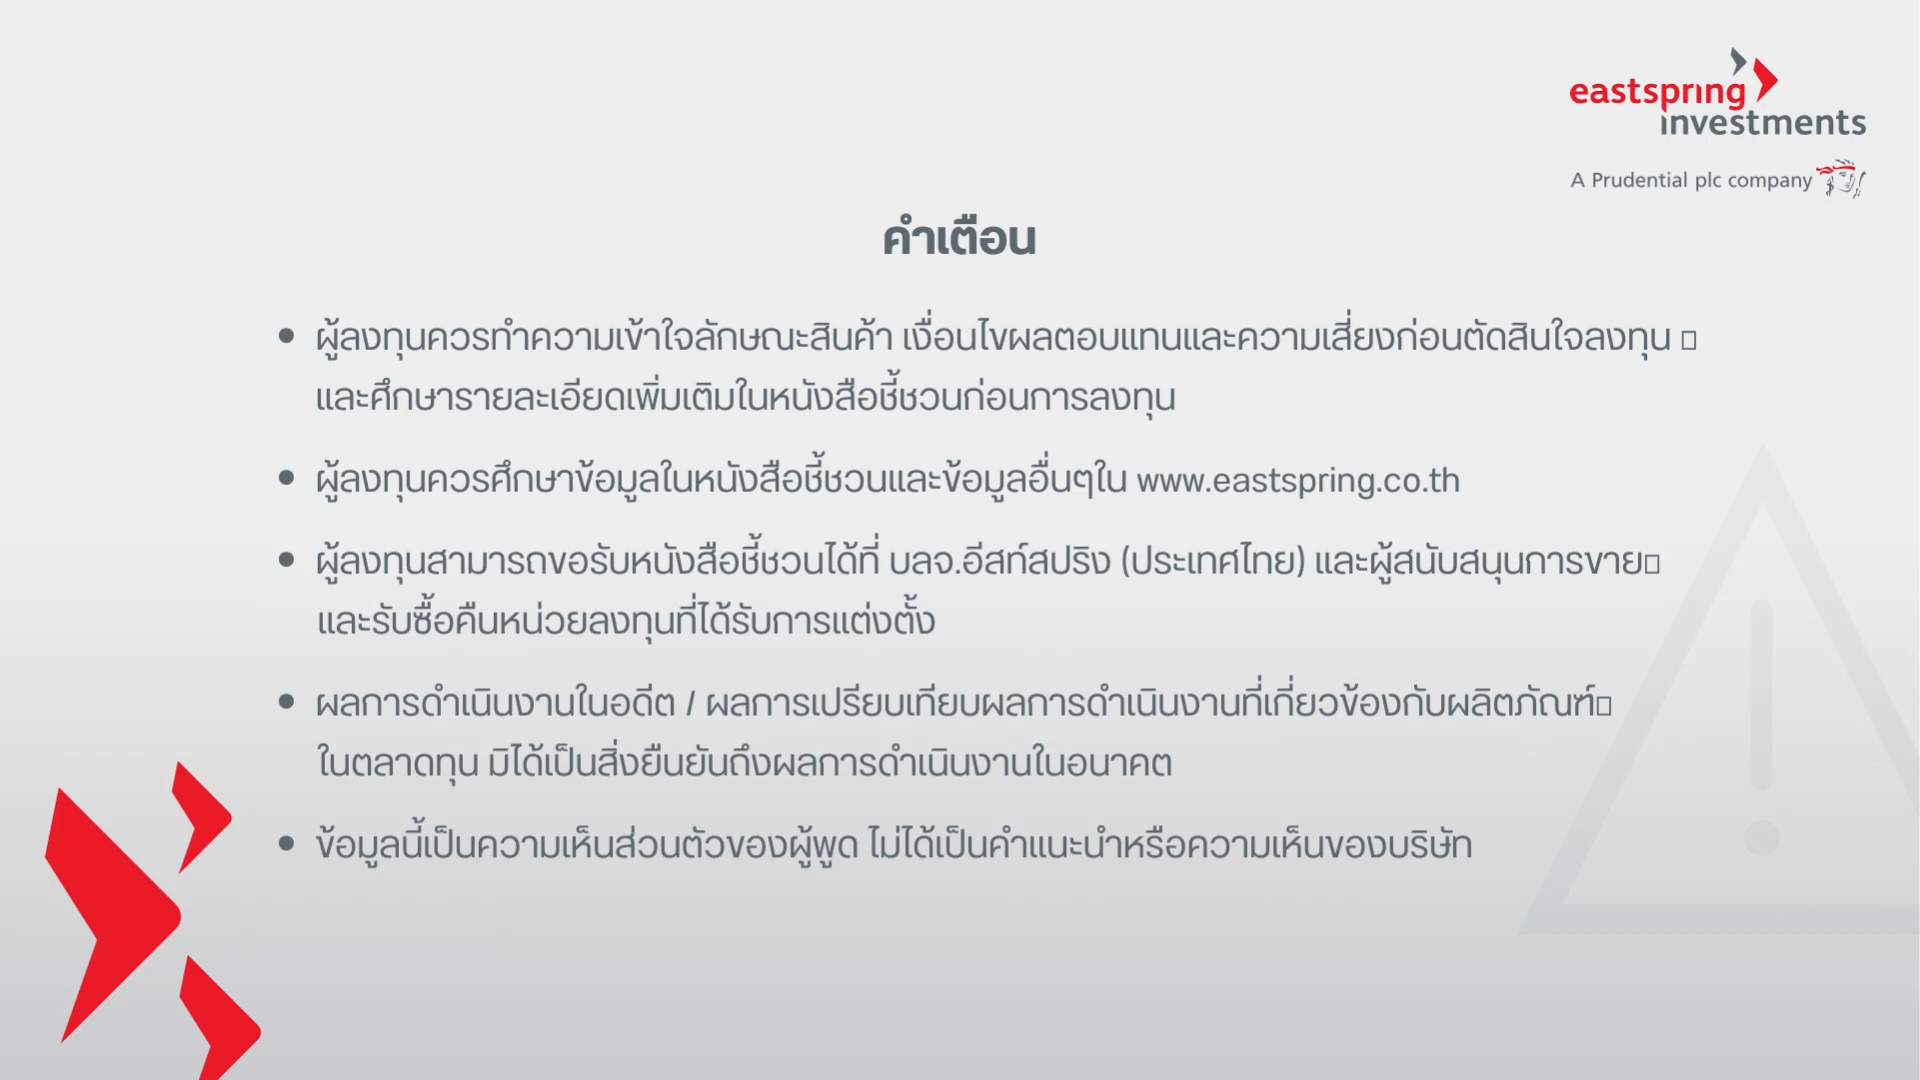 eastspring
investments
A Prudential plc company
คำเตือน
• ผู้ลงทุนควรทำความเข้าใจลักษณะสินค้า เงื่อนไขผลตอบแทนและความเสี่ยงก่อนตัดสินใจลงทุน
และศึกษารายละเอียดเพิ่มเติมในหนังสือชี้ชวนก่อนการลงทุน
• ผู้ลงทุนควรศึกษาข้อมูลในหนังสือชี้ชวนและข้อมูลอื่นๆใน www.eastspring.co.th
• ผู้ลงทุนสามารถขอรับหนังสือชี้ชวนได้ที่ บลจ.อีสท์สปริง (ประเทศไทย) และผู้สนับสนุนการขาย
และรับซื้อคืนหน่วยลงทุนที่ได้รับการแต่งตั้ง
• ผลการดำเนินงานในอดีต / ผลการเปรียบเทียบผลการดำเนินงานที่เกี่ยวข้องกับผลิตภัณฑ์
ในตลาดทุน มิได้เป็นสิ่งยืนยันถึงผลการดำเนินงานในอนาคต
• ข้อมูลนี้เป็นความเห็นส่วนตัวของผู้พูด ไม่ได้เป็นคำแนะนำหรือความเห็นของบริษัท